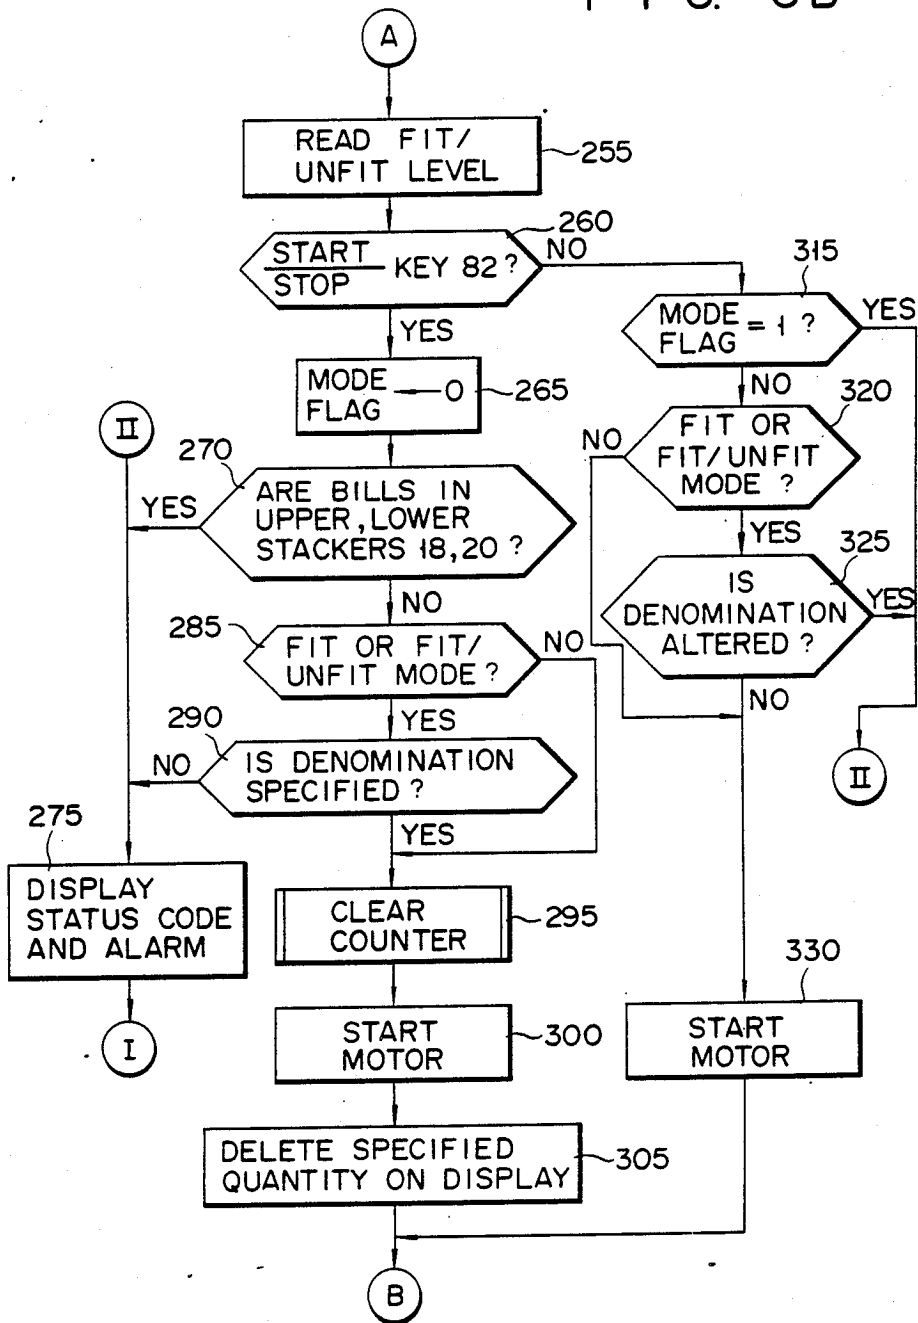 A
READ FIT/
UNFIT LEVEL
255
260
START
STOP
KEY 82?
NO
YES
315
MODE
FLAG = 1 ?
YES
NO
MODE
FLAG ← 0
265
320
FIT OR
FIT/UNFIT
MODE ?
NO
YES
II
270
ARE BILLS IN
UPPER, LOWER
STACKERS 18, 20 ?
YES
NO
325
IS
DENOMINATION
ALTERED ?
YES
NO
285
FIT OR FIT/
UNFIT MODE ?
NO
YES
290
IS DENOMINATION
SPECIFIED ?
NO
YES
II
275
DISPLAY
STATUS CODE
AND ALARM
I
CLEAR
COUNTER
295
START
MOTOR
300
330
START
MOTOR
DELETE SPECIFIED
QUANTITY ON DISPLAY
305
B